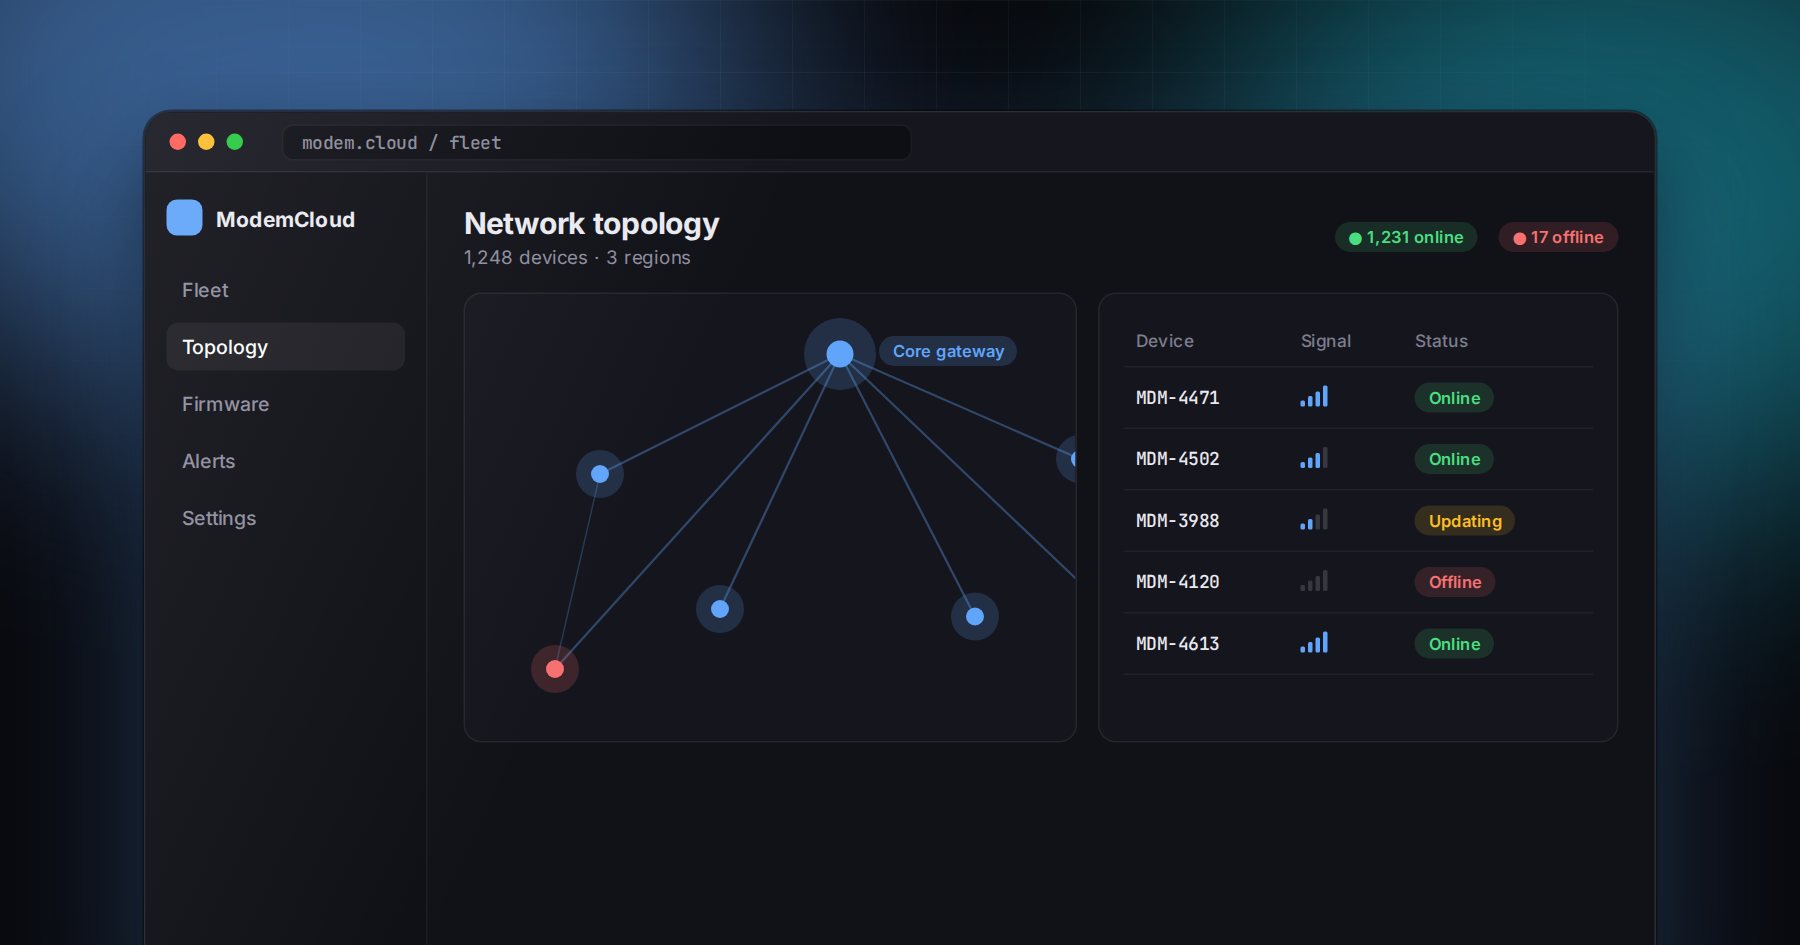 modem.cloud / fleet
ModemCloud
Fleet
Topology
Firmware
Alerts
Settings
Network topology
1,248 devices · 3 regions
1,231 online
17 offline
Core gateway
Device Signal Status
MDM-4471 Online
MDM-4502 Online
MDM-3988 Updating
MDM-4120 Offline
MDM-4613 Online